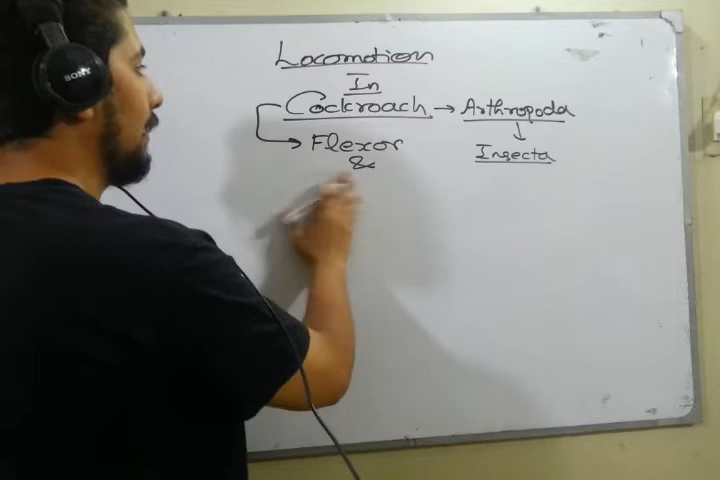 SONY
Locomotion
In
Cockroach → Arthropoda
↓
Flexor
Insecta
&